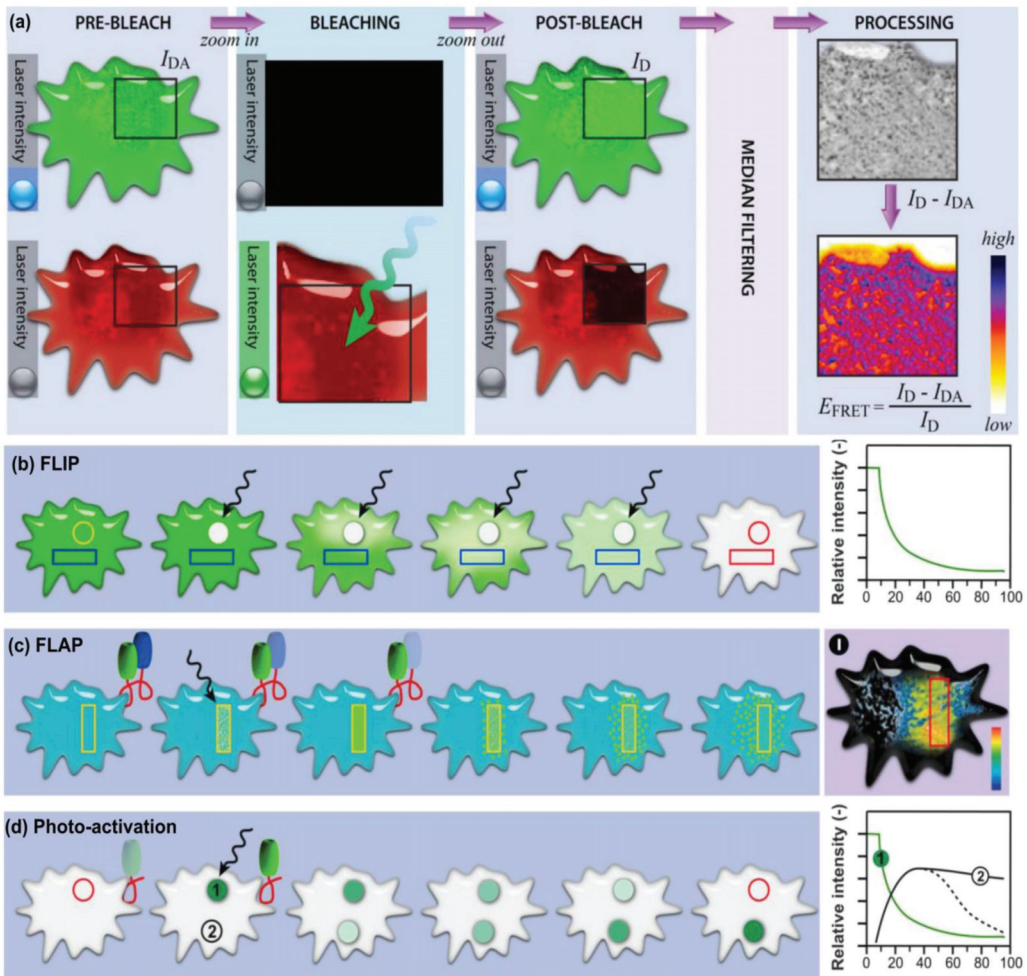 (a)
PRE-BLEACH
zoom in
BLEACHING
zoom out
POST-BLEACH
PROCESSING
Laser intensity
I_DA
Laser intensity
Laser intensity
I_D
MEDIAN FILTERING
I_D - I_DA
Laser intensity
Laser intensity
Laser intensity
high
low
E_FRET = (I_D - I_DA) / I_D
(b) FLIP
Relative intensity (-)
0 20 40 60 80 100
(c) FLAP
I
(d) Photo-activation
1
2
Relative intensity (-)
1
2
0 20 40 60 80 100